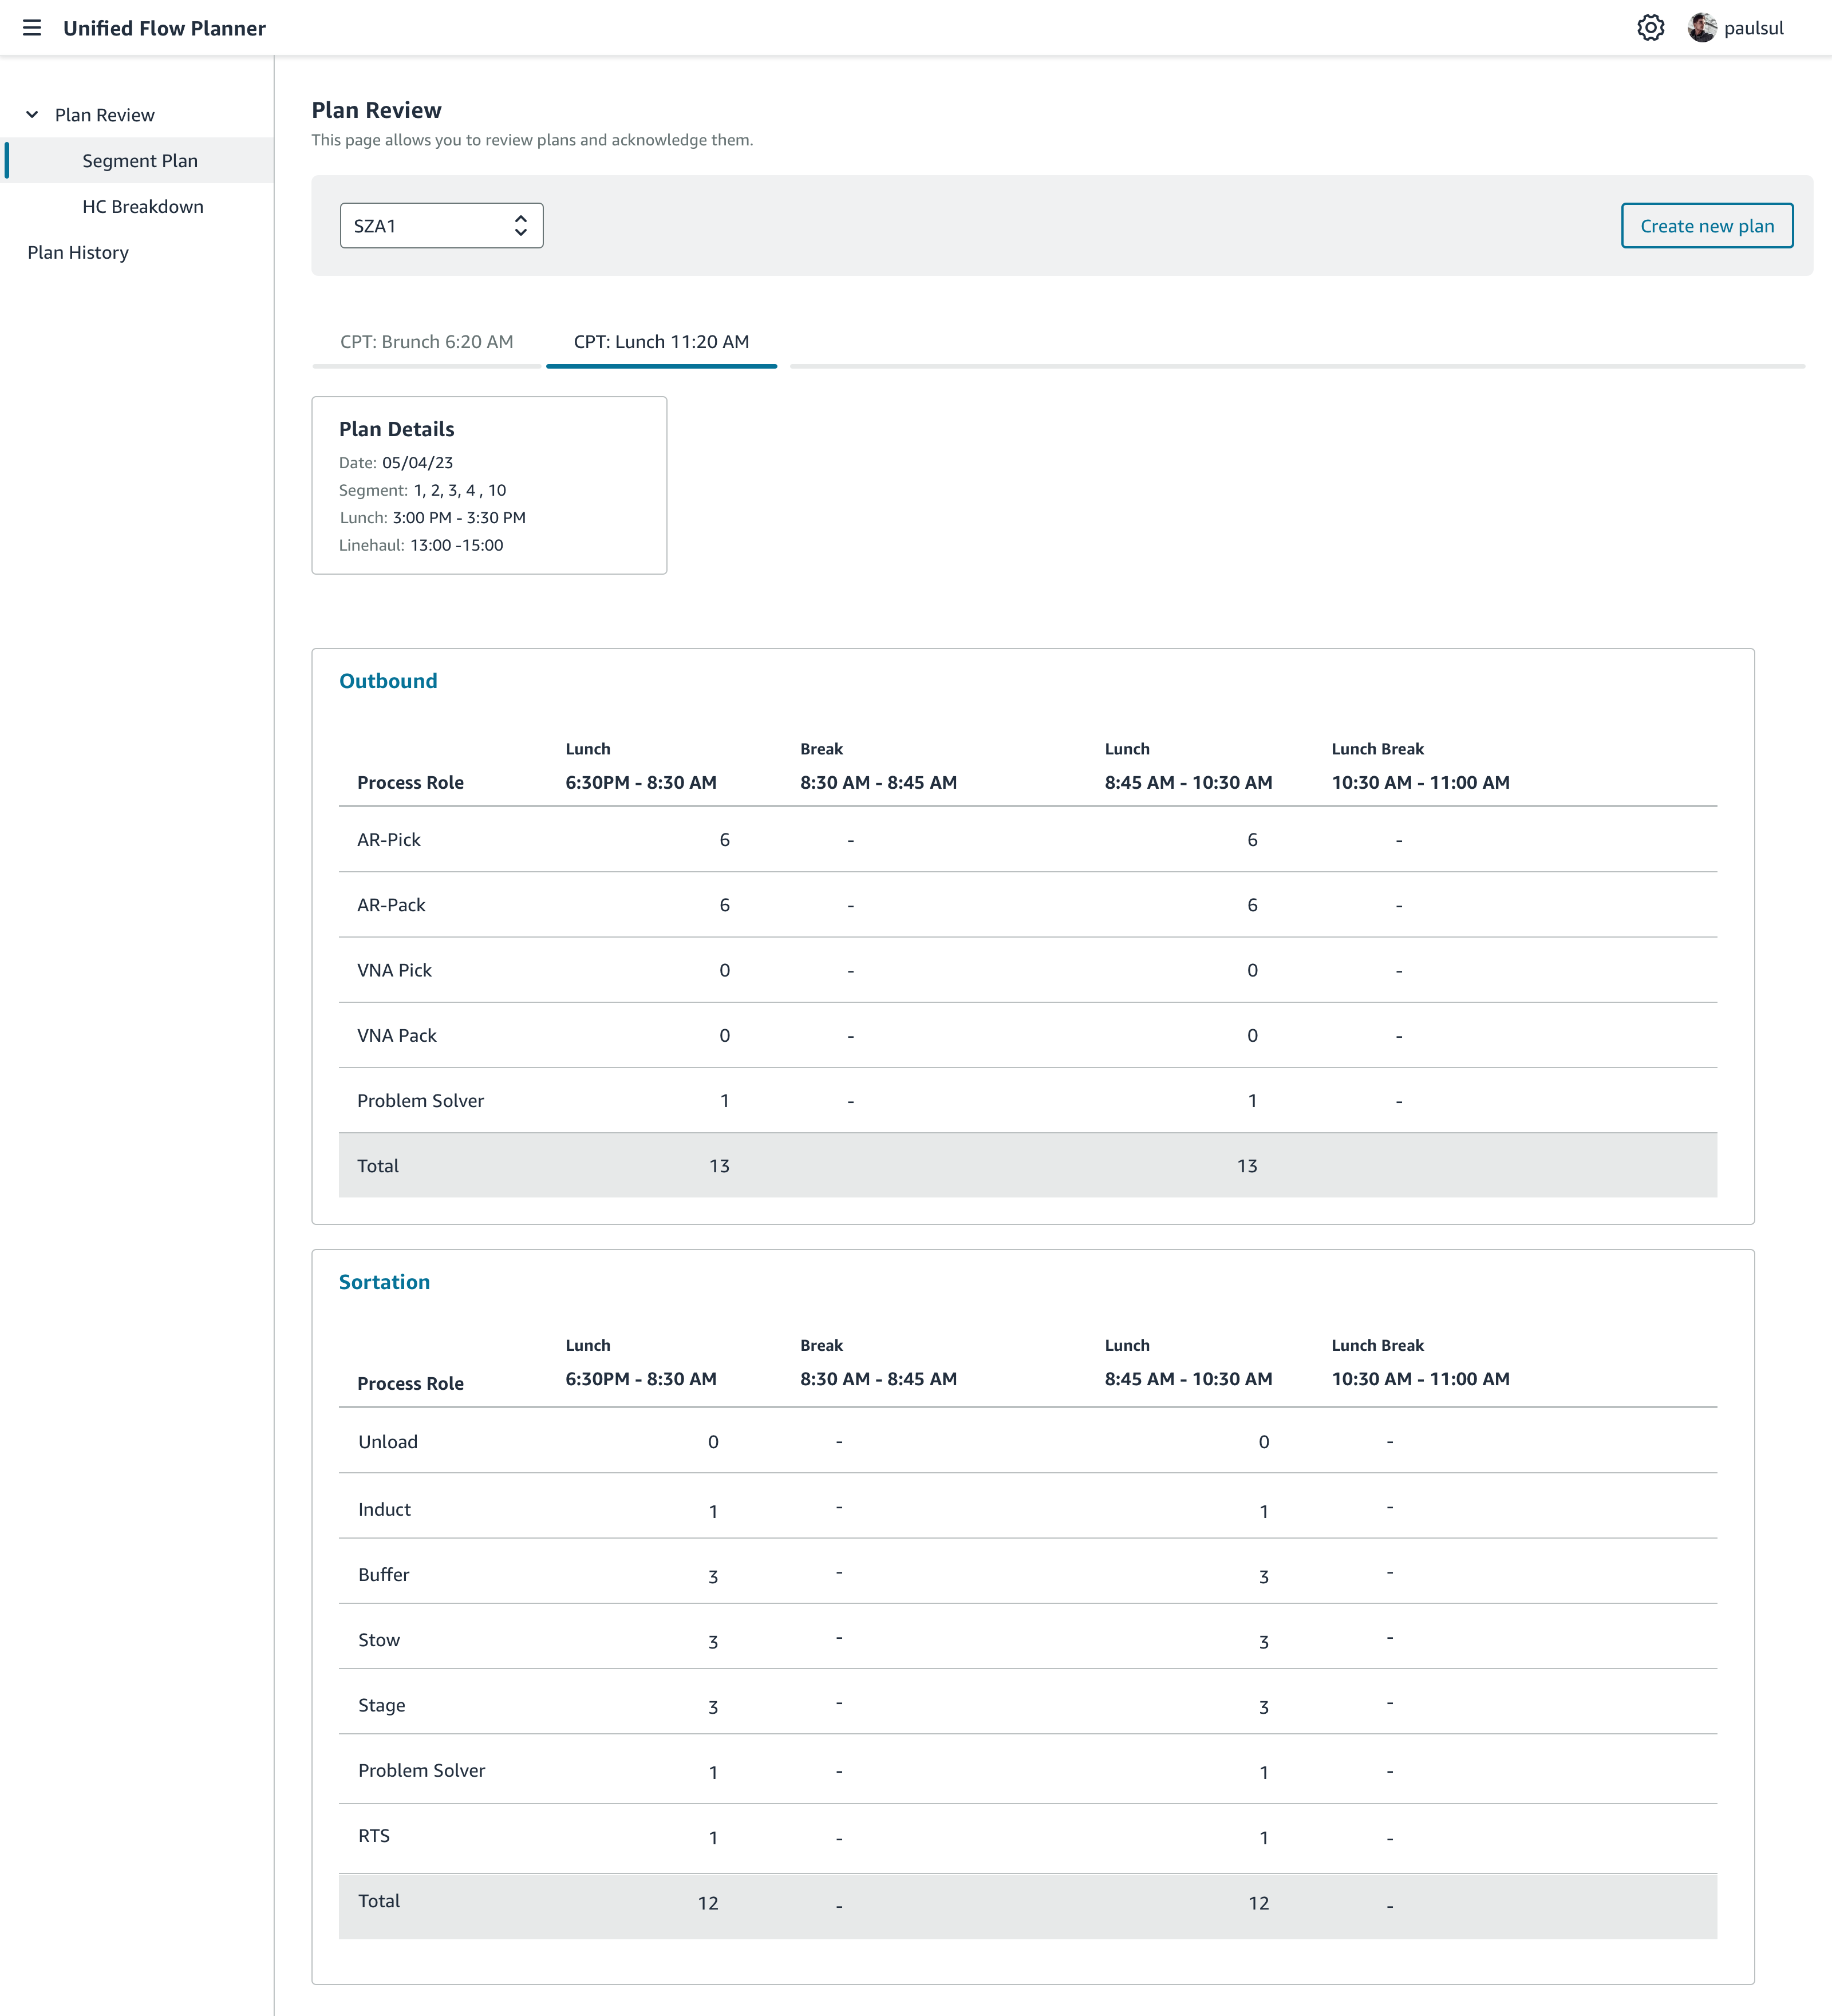 Unified Flow Planner
paulsul
Plan Review
Segment Plan
HC Breakdown
Plan History
Plan Review
This page allows you to review plans and acknowledge them.
SZA1
Create new plan
CPT: Brunch 6:20 AM
CPT: Lunch 11:20 AM
Plan Details
Date: 05/04/23
Segment: 1, 2, 3, 4 , 10
Lunch: 3:00 PM - 3:30 PM
Linehaul: 13:00 -15:00
Outbound
Lunch Break Lunch Lunch Break
Process Role 6:30PM - 8:30 AM 8:30 AM - 8:45 AM 8:45 AM - 10:30 AM 10:30 AM - 11:00 AM
AR-Pick 6 - 6 -
AR-Pack 6 - 6 -
VNA Pick 0 - 0 -
VNA Pack 0 - 0 -
Problem Solver 1 - 1 -
Total 13 13
Sortation
Lunch Break Lunch Lunch Break
Process Role 6:30PM - 8:30 AM 8:30 AM - 8:45 AM 8:45 AM - 10:30 AM 10:30 AM - 11:00 AM
Unload 0 - 0 -
Induct 1 - 1 -
Buffer 3 - 3 -
Stow 3 - 3 -
Stage 3 - 3 -
Problem Solver 1 - 1 -
RTS 1 - 1 -
Total 12 - 12 -